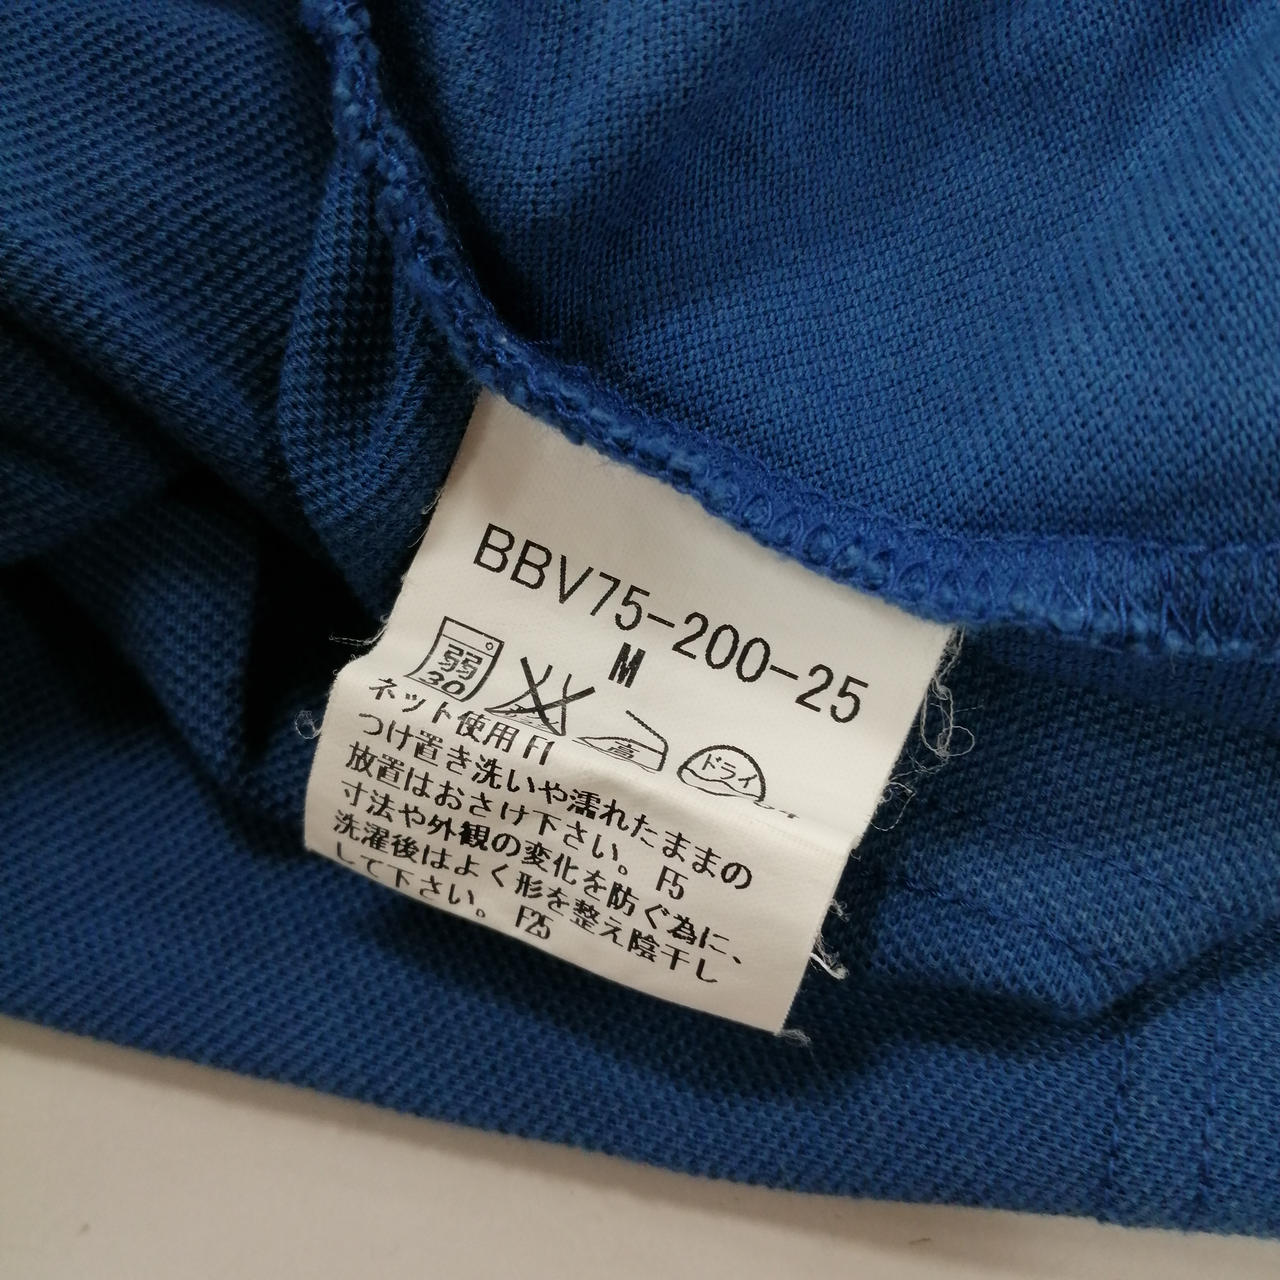 BBV75-200-25
M
弱
30
高
ドライ
ネット使用 F1
つけ置き洗いや濡れたままの
放置はおさけ下さい。 F5
寸法や外観の変化を防ぐ為に、
洗濯後はよく形を整え陰干し
して下さい。 F25